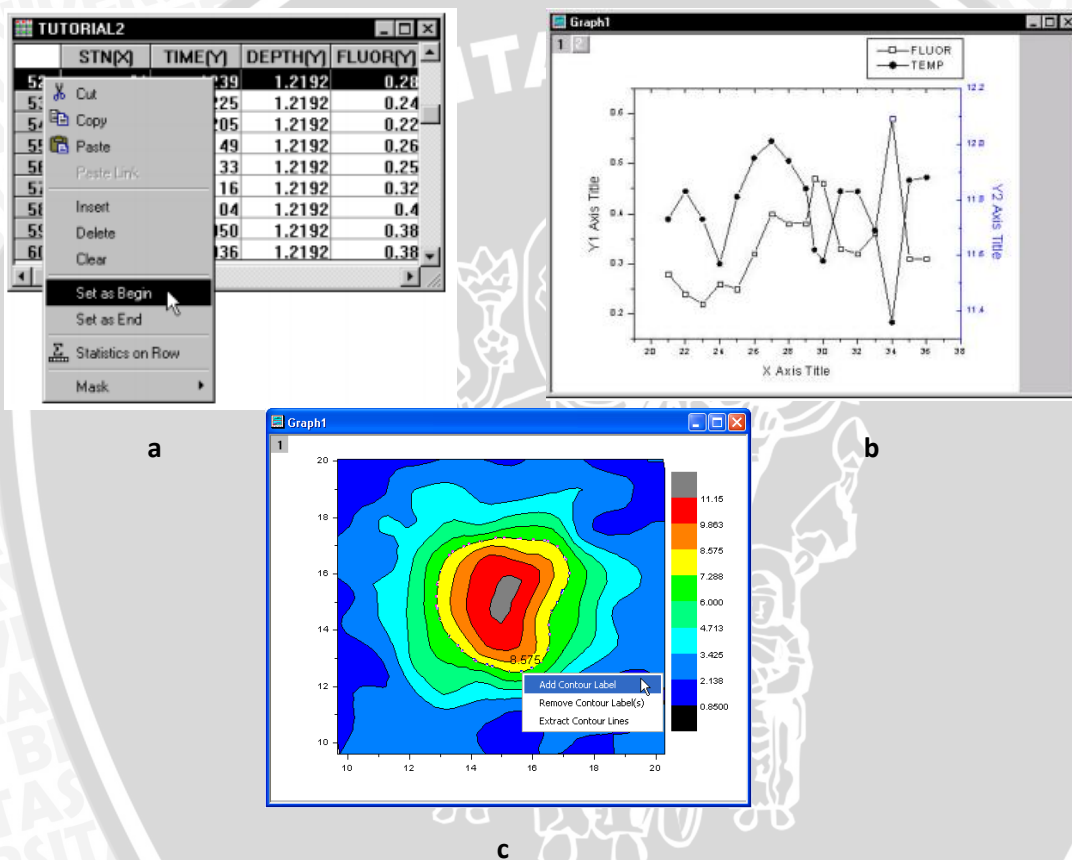 TUTORIAL2
STN(X) TIME(Y) DEPTH(Y) FLUOR(Y)
239 1.2192 0.28
225 1.2192 0.24
205 1.2192 0.22
49 1.2192 0.26
33 1.2192 0.25
16 1.2192 0.32
04 1.2192 0.4
050 1.2192 0.38
60 036 1.2192 0.38
Cut
Copy
Paste
Paste Link
Insert
Delete
Clear
Set as Begin
Set as End
Statistics on Row
Mask
a
Graph1
1 2
FLUOR
TEMP
Y1 Axis Title
0.6
0.5
0.4
0.3
0.2
12.2
12.0
11.8
11.6
11.4
Y2 Axis Title
20 22 24 26 28 30 32 34 36 38
X Axis Title
b
Graph1
1
20
18
16
14
12
10
10 12 14 16 18 20
8.575
Add Contour Label
Remove Contour Label(s)
Extract Contour Lines
11.15
9.863
8.575
7.288
6.000
4.713
3.425
2.138
0.8500
c